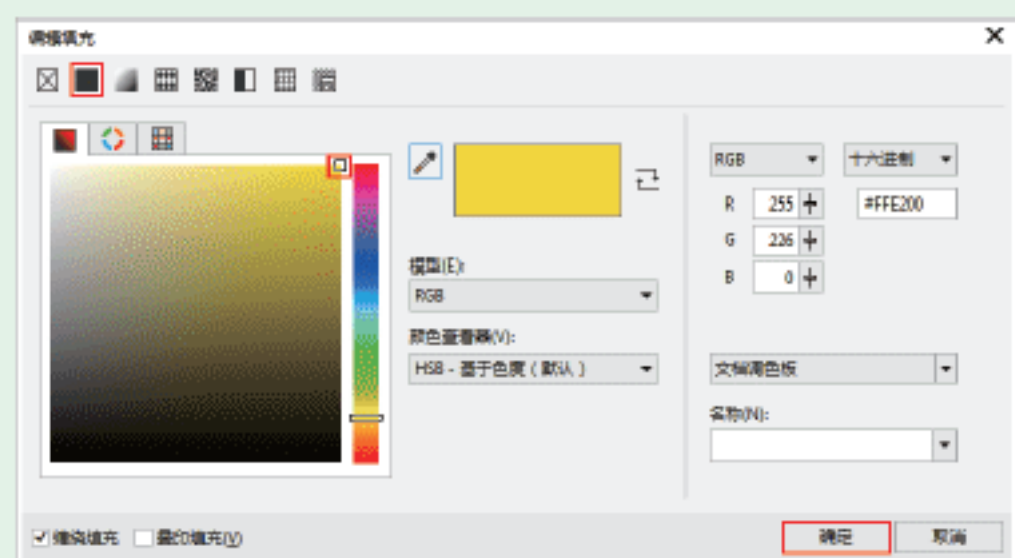 编辑填充
RGB 十六进制
R 255 #FFE200
G 226
B 0
模型(E):
RGB
颜色查看器(V):
HSB - 基于色度 ( 默认 )
文档调色板
名称(N):
缠绕填充 叠印填充(V) 确定 取消